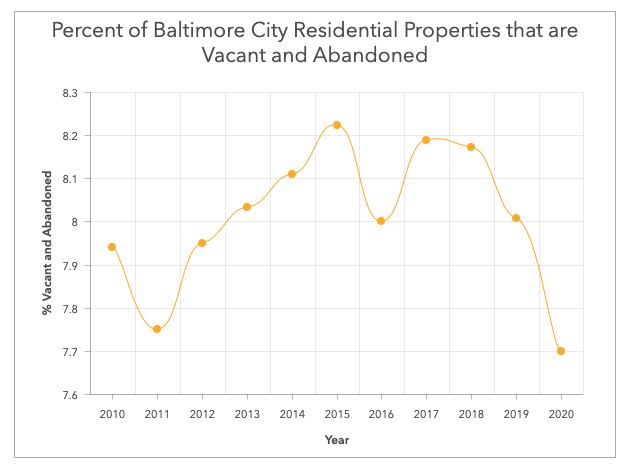 Percent of Baltimore City Residential Properties that are
Vacant and Abandoned
8.3
8.2
8.1
8
7.9
7.8
7.7
7.6
% Vacant and Abandoned
2010 2011 2012 2013 2014 2015 2016 2017 2018 2019 2020
Year